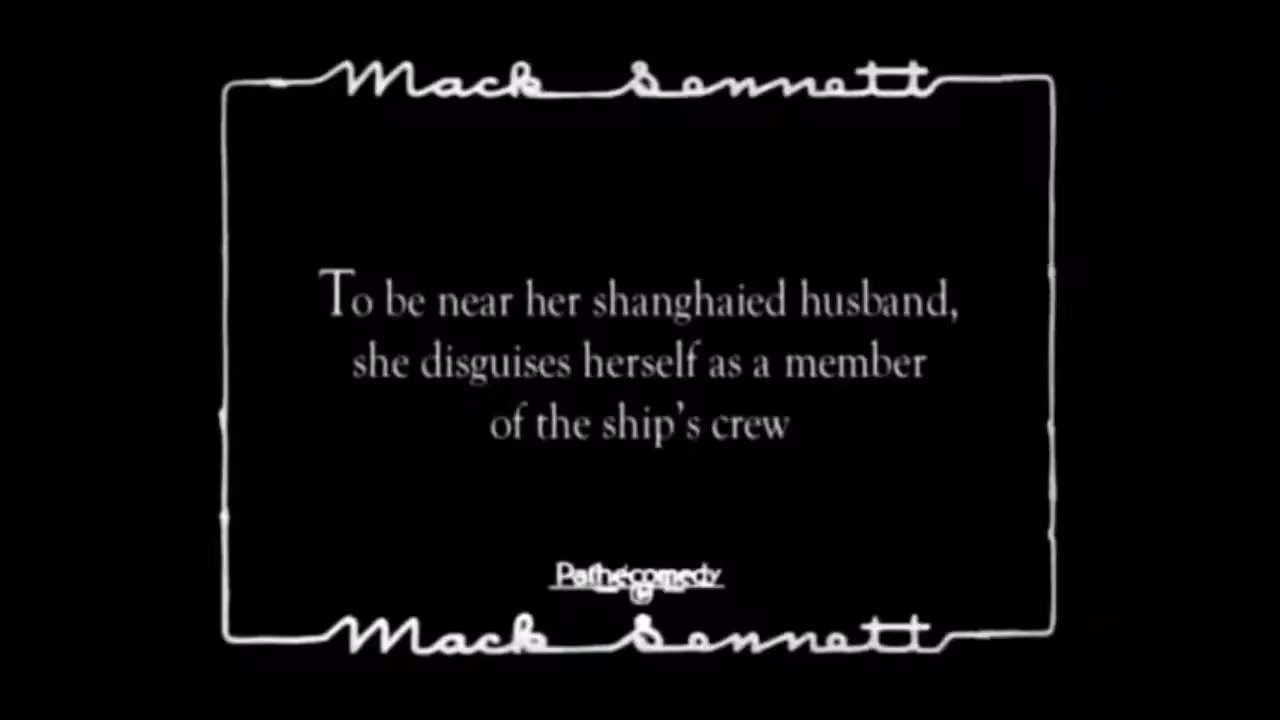 Mack Sennett
To be near her shanghaied husband,
she disguises herself as a member
of the ship's crew
Pathécomedy
Mack Sennett